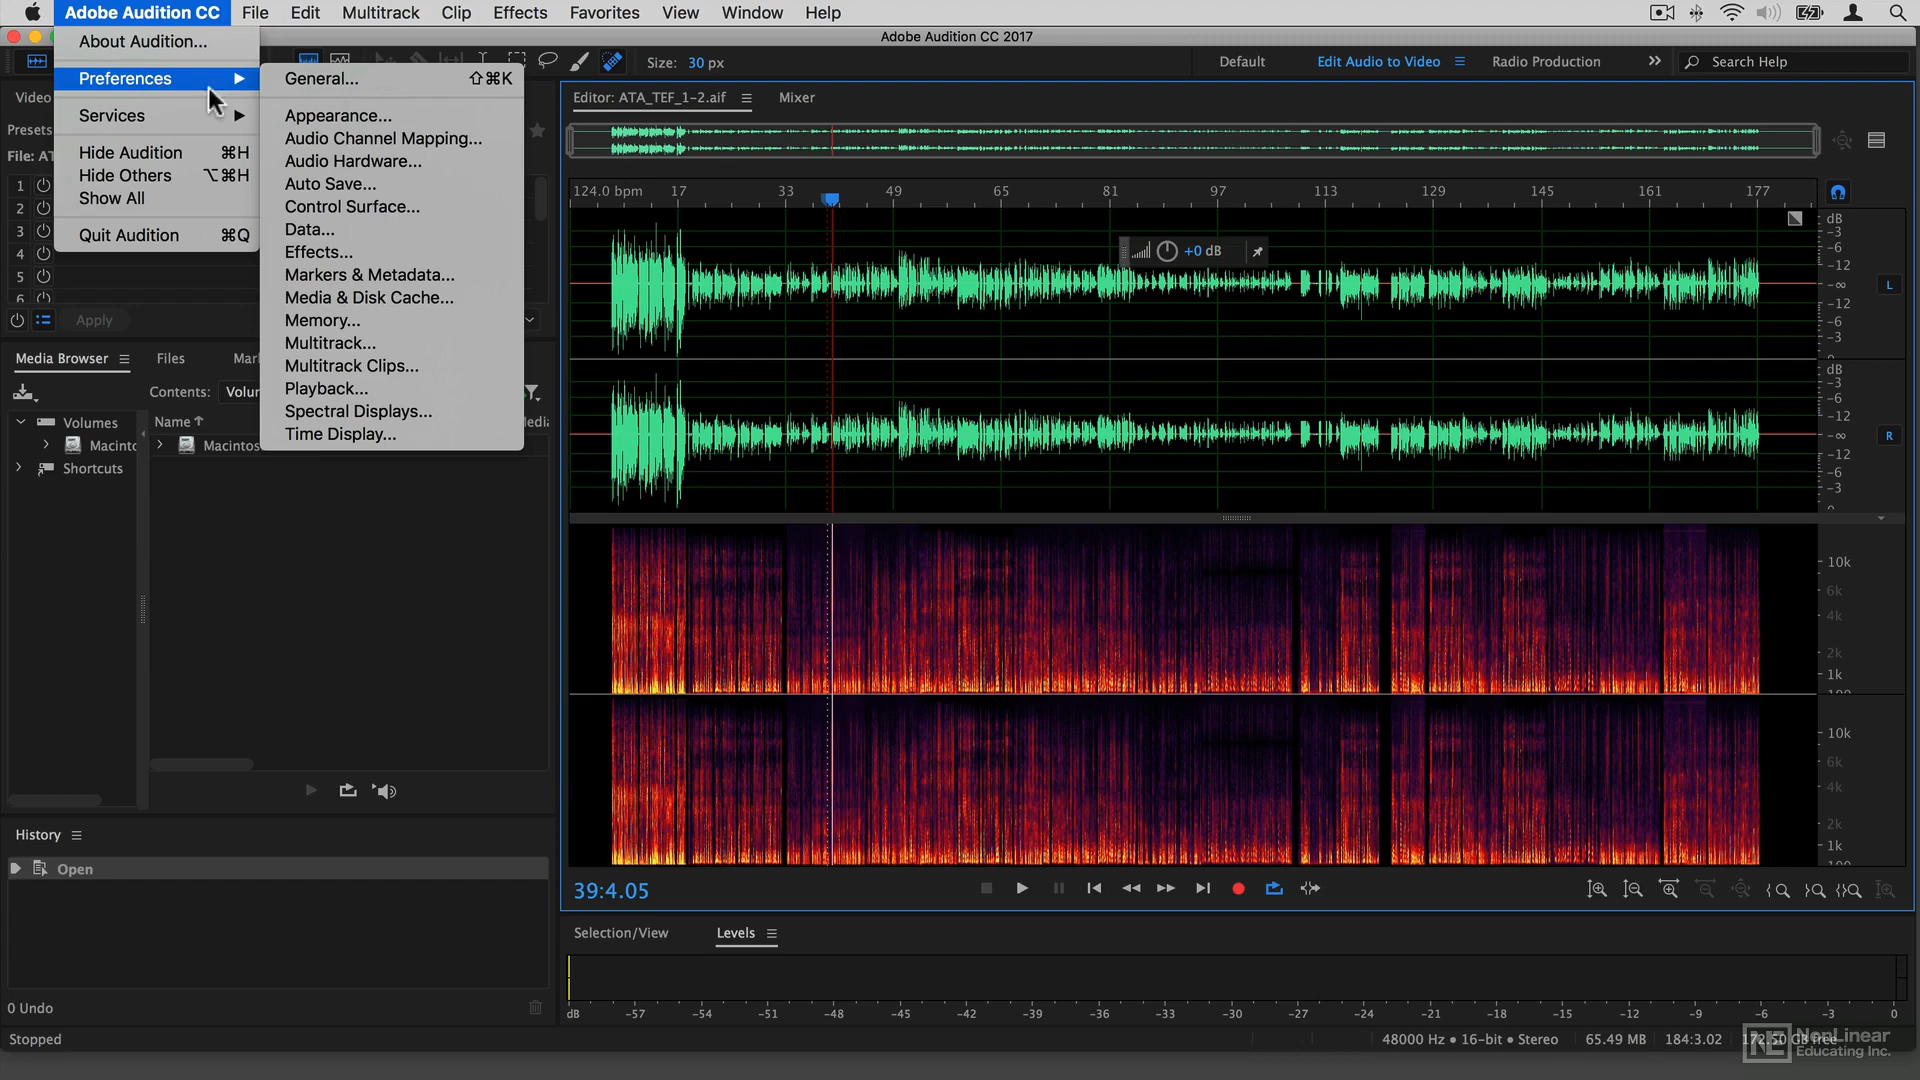 Adobe Audition CC File Edit Multitrack Clip Effects Favorites View Window Help
Adobe Audition CC 2017
About Audition...
Preferences
Services
Hide Audition ⌘H
Hide Others ⌥⌘H
Show All
Quit Audition ⌘Q
General... ⇧⌘K
Appearance...
Audio Channel Mapping...
Audio Hardware...
Auto Save...
Control Surface...
Data...
Effects...
Markers & Metadata...
Media & Disk Cache...
Memory...
Multitrack...
Multitrack Clips...
Playback...
Spectral Displays...
Time Display...
Size: 30 px
Default Edit Audio to Video Radio Production Search Help
Video
Presets
File: AT
1
2
3
4
5
6
Apply
Media Browser Files Mar
Contents: Volun
Volumes
Macinto
Shortcuts
Name
Macintos
Media
History
Open
0 Undo
Stopped
Editor: ATA_TEF_1-2.aif Mixer
124.0 bpm 17 33 49 65 81 97 113 129 145 161 177
+0 dB
dB
-3
-6
-12
-∞
-12
-6
-3
L
dB
-3
-6
-12
-∞
-12
-6
-3
R
10k
6k
4k
2k
1k
10k
6k
4k
2k
1k
39:4.05
Selection/View Levels
dB -57 -54 -51 -48 -45 -42 -39 -36 -33 -30 -27 -24 -21 -18 -15 -12 -9 -6 -3 0
48000 Hz • 16-bit • Stereo 65.49 MB 184:3.02 172.50 GB free
NE NonLinear
Educating Inc.